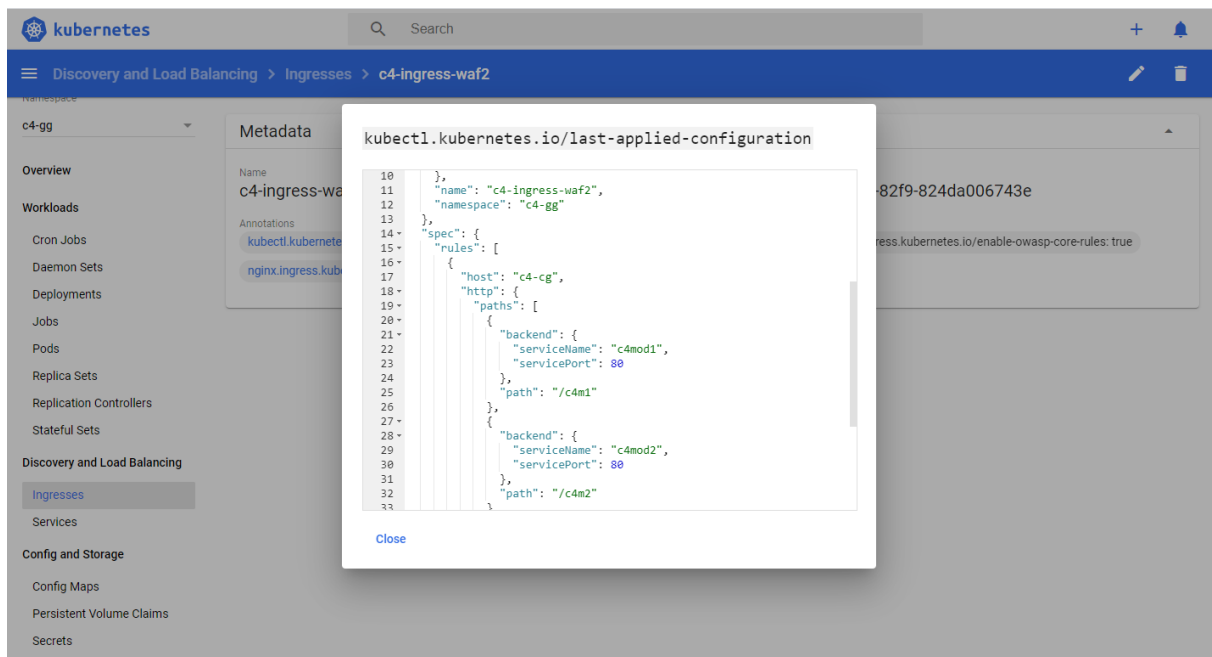 kubernetes
Search
Discovery and Load Balancing > Ingresses > c4-ingress-waf2
Namespace
c4-gg
Overview
Workloads
Cron Jobs
Daemon Sets
Deployments
Jobs
Pods
Replica Sets
Replication Controllers
Stateful Sets
Discovery and Load Balancing
Ingresses
Services
Config and Storage
Config Maps
Persistent Volume Claims
Secrets
Metadata
Name
c4-ingress-wa
-82f9-824da006743e
Annotations
kubectl.kubernete
ress.kubernetes.io/enable-owasp-core-rules: true
nginx.ingress.kub
kubectl.kubernetes.io/last-applied-configuration
10 },
11 "name": "c4-ingress-waf2",
12 "namespace": "c4-gg"
13 },
14 "spec": {
15 "rules": [
16 {
17 "host": "c4-cg",
18 "http": {
19 "paths": [
20 {
21 "backend": {
22 "serviceName": "c4mod1",
23 "servicePort": 80
24 },
25 "path": "/c4m1"
26 },
27 {
28 "backend": {
29 "serviceName": "c4mod2",
30 "servicePort": 80
31 },
32 "path": "/c4m2"
33 }
Close